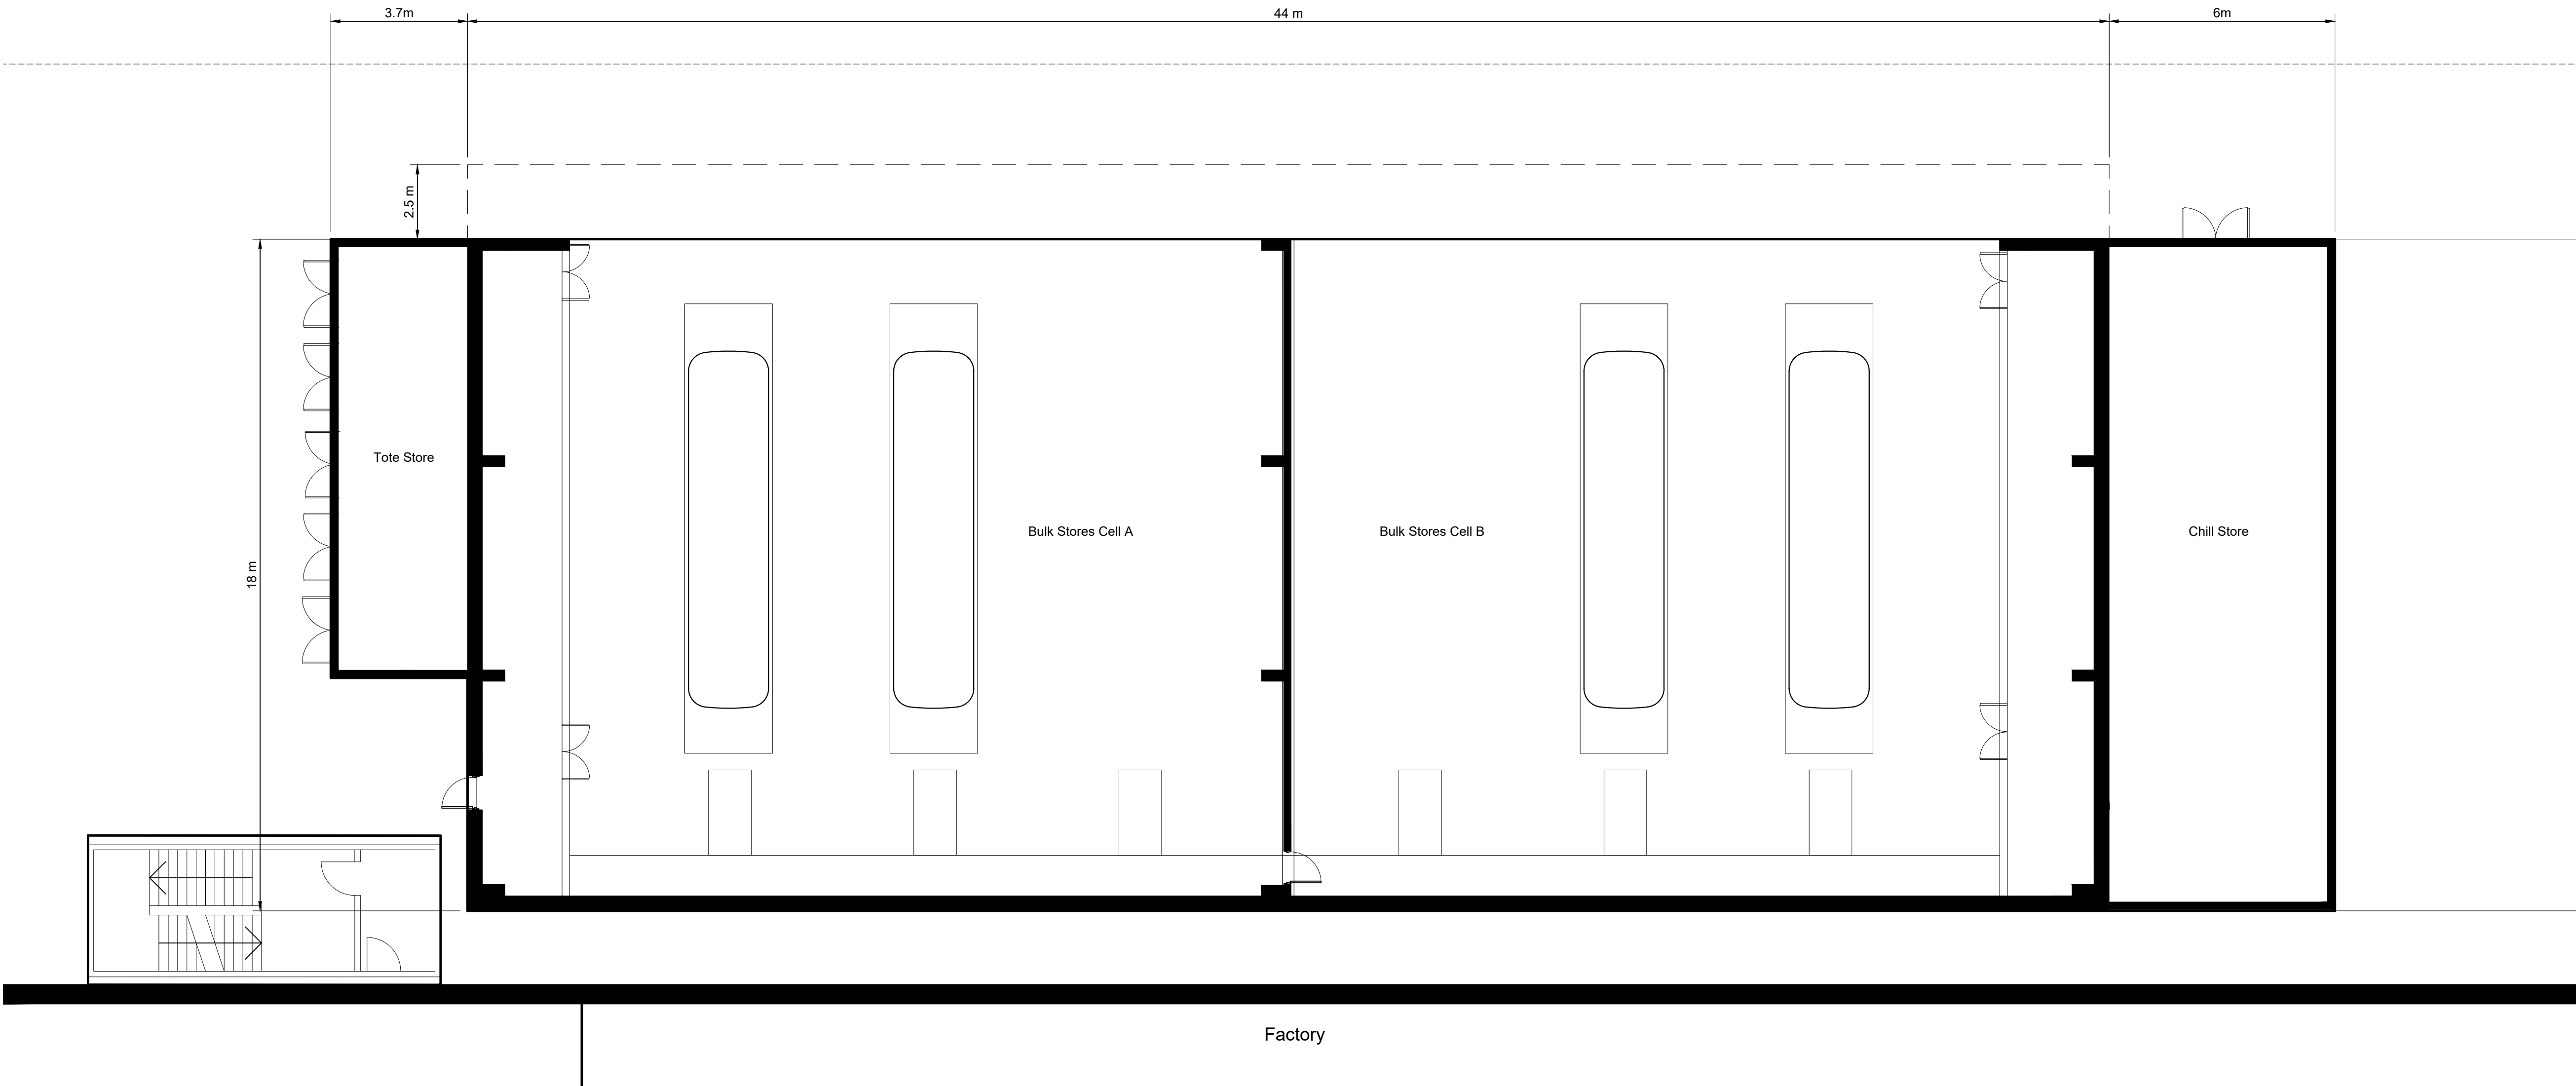 3.7m
44 m
6m
2.5 m
Tote Store
Bulk Stores Cell A
Bulk Stores Cell B
Chill Store
18 m
Factory